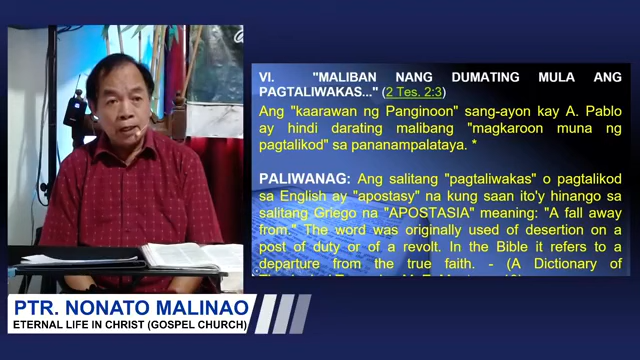 VI. "MALIBAN NANG DUMATING MULA ANG
PAGTALIWAKAS..." (2 Tes. 2:3)
Ang "kaarawan ng Panginoon" sang-ayon kay A. Pablo
ay hindi darating malibang "magkaroon muna ng
pagtalikod" sa pananampalataya. *
PALIWANAG: Ang salitang "pagtaliwakas" o pagtalikod
sa English ay "apostasy" na kung saan ito'y hinango sa
salitang Griego na "APOSTASIA" meaning: "A fall away
from." The word was originally used of desertion on a
post of duty or of a revolt. In the Bible it refers to a
departure from the true faith. - (A Dictionary of
PTR. NONATO MALINAO
ETERNAL LIFE IN CHRIST (GOSPEL CHURCH)